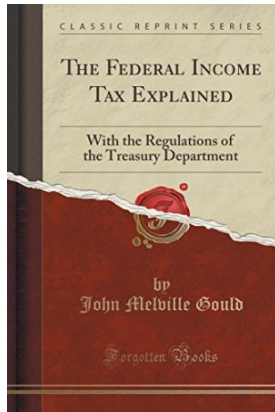 CLASSIC REPRINT SERIES
THE FEDERAL INCOME
TAX EXPLAINED
With the Regulations of
the Treasury Department
by
John Melville Gould
Forgotten Books